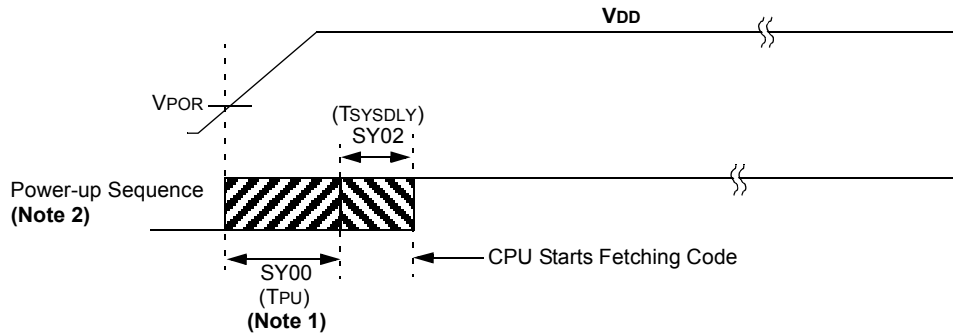 VDD
VPOR
(TSYSDLY)
SY02
Power-up Sequence
(Note 2)
CPU Starts Fetching Code
SY00
(TPU)
(Note 1)